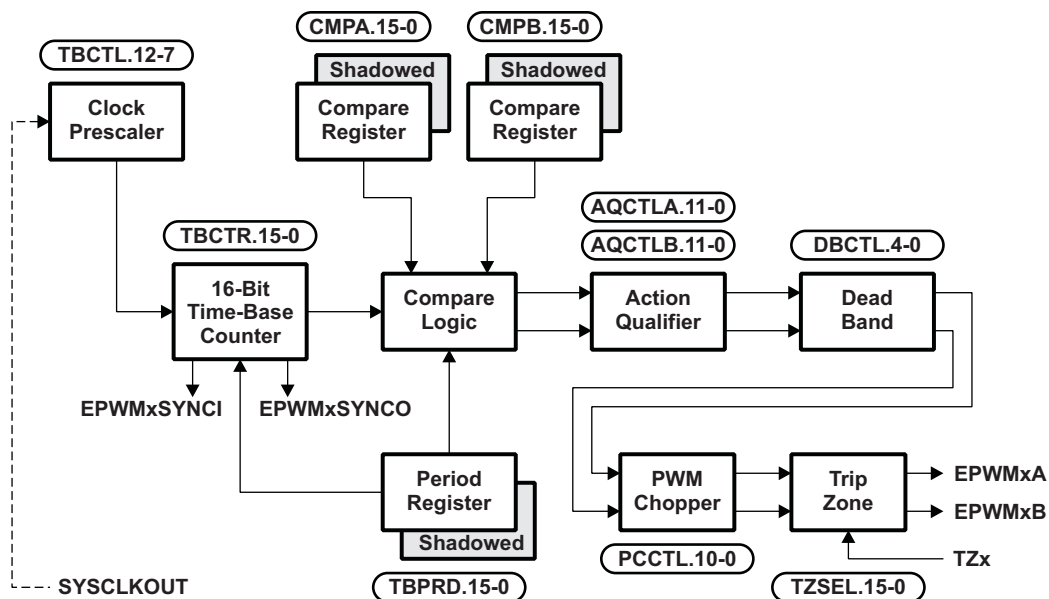 CMPA.15-0
CMPB.15-0
TBCTL.12-7
Shadowed
Shadowed
Clock
Prescaler
Compare
Register
Compare
Register
AQCTLA.11-0
TBCTR.15-0
AQCTLB.11-0
DBCTL.4-0
16-Bit
Time-Base
Counter
Compare
Logic
Action
Qualifier
Dead
Band
EPWMxSYNCI
EPWMxSYNCO
Period
Register
Shadowed
PWM
Chopper
Trip
Zone
EPWMxA
EPWMxB
TZx
PCCTL.10-0
SYSCLKOUT
TBPRD.15-0
TZSEL.15-0